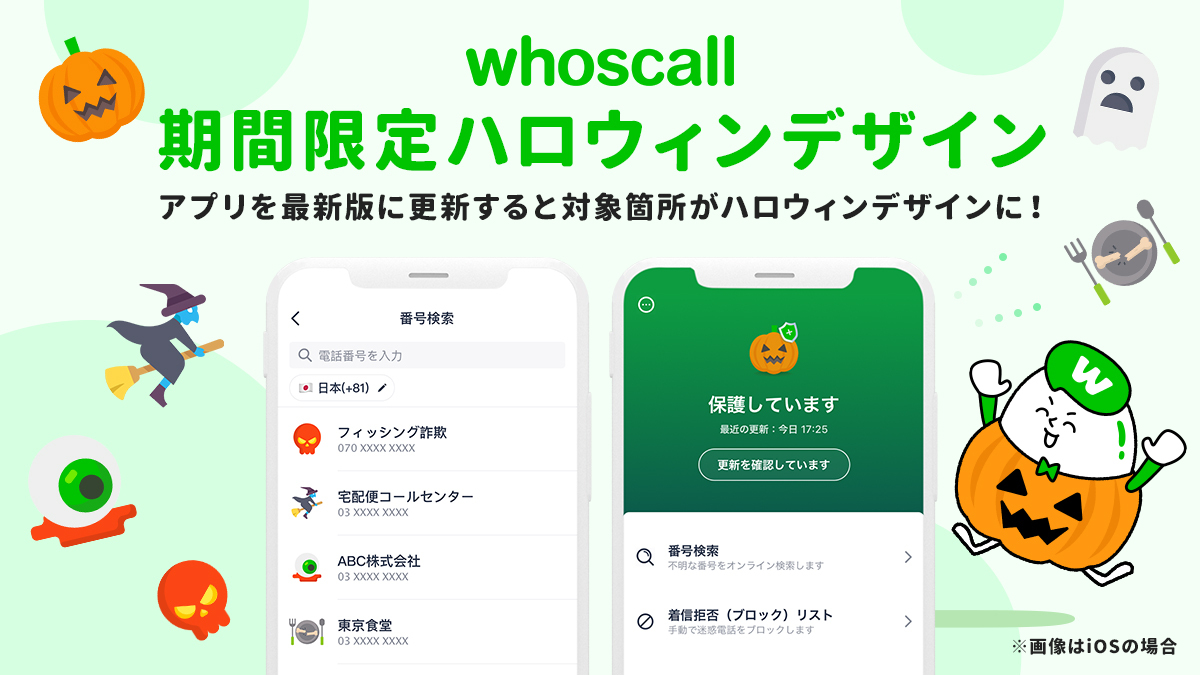 whoscall
期間限定ハロウィンデザイン
アプリを最新版に更新すると対象箇所がハロウィンデザインに！
番号検索
電話番号を入力
日本(+81)
フィッシング詐欺
070 XXXX XXXX
宅配便コールセンター
03 XXXX XXXX
ABC株式会社
03 XXXX XXXX
東京食堂
03 XXXX XXXX
保護しています
最近の更新：今日 17:25
更新を確認しています
番号検索
不明な番号をオンライン検索します
着信拒否（ブロック）リスト
手動で迷惑電話をブロックします
W
※画像はiOSの場合